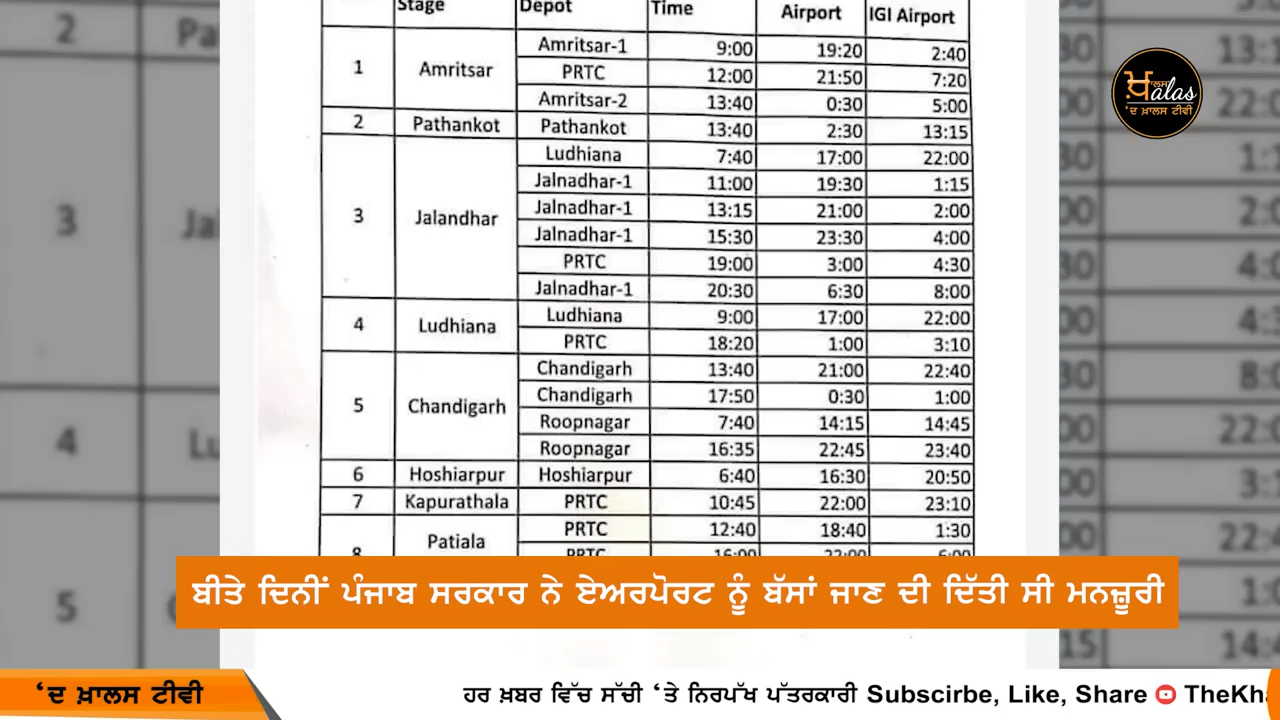 Stage Depot Time Airport IGI Airport
1 Amritsar Amritsar-1 9:00 19:20 2:40
PRTC 12:00 21:50 7:20
Amritsar-2 13:40 0:30 5:00
2 Pathankot Pathankot 13:40 2:30 13:15
3 Jalandhar Ludhiana 7:40 17:00 22:00
Jalnadhar-1 11:00 19:30 1:15
Jalnadhar-1 13:15 21:00 2:00
Jalnadhar-1 15:30 23:30 4:00
PRTC 19:00 3:00 4:30
Jalnadhar-1 20:30 6:30 8:00
4 Ludhiana Ludhiana 9:00 17:00 22:00
PRTC 18:20 1:00 3:10
5 Chandigarh Chandigarh 13:40 21:00 22:40
Chandigarh 17:50 0:30 1:00
Roopnagar 7:40 14:15 14:45
Roopnagar 16:35 22:45 23:40
6 Hoshiarpur Hoshiarpur 6:40 16:30 20:50
7 Kapurathala PRTC 10:45 22:00 23:10
8 Patiala PRTC 12:40 18:40 1:30
PRTC 16:00 22:00 6:00
ਖ਼ਾਲਸ
alas
'ਦ ਖ਼ਾਲਸ ਟੀਵੀ
ਬੀਤੇ ਦਿਨੀਂ ਪੰਜਾਬ ਸਰਕਾਰ ਨੇ ਏਅਰਪੋਰਟ ਨੂੰ ਬੱਸਾਂ ਜਾਣ ਦੀ ਦਿੱਤੀ ਸੀ ਮਨਜ਼ੂਰੀ
‘ਦ ਖ਼ਾਲਸ ਟੀਵੀ
ਹਰ ਖ਼ਬਰ ਵਿੱਚ ਸੱਚੀ ‘ਤੇ ਨਿਰਪੱਖ ਪੱਤਰਕਾਰੀ Subscirbe, Like, Share TheKha